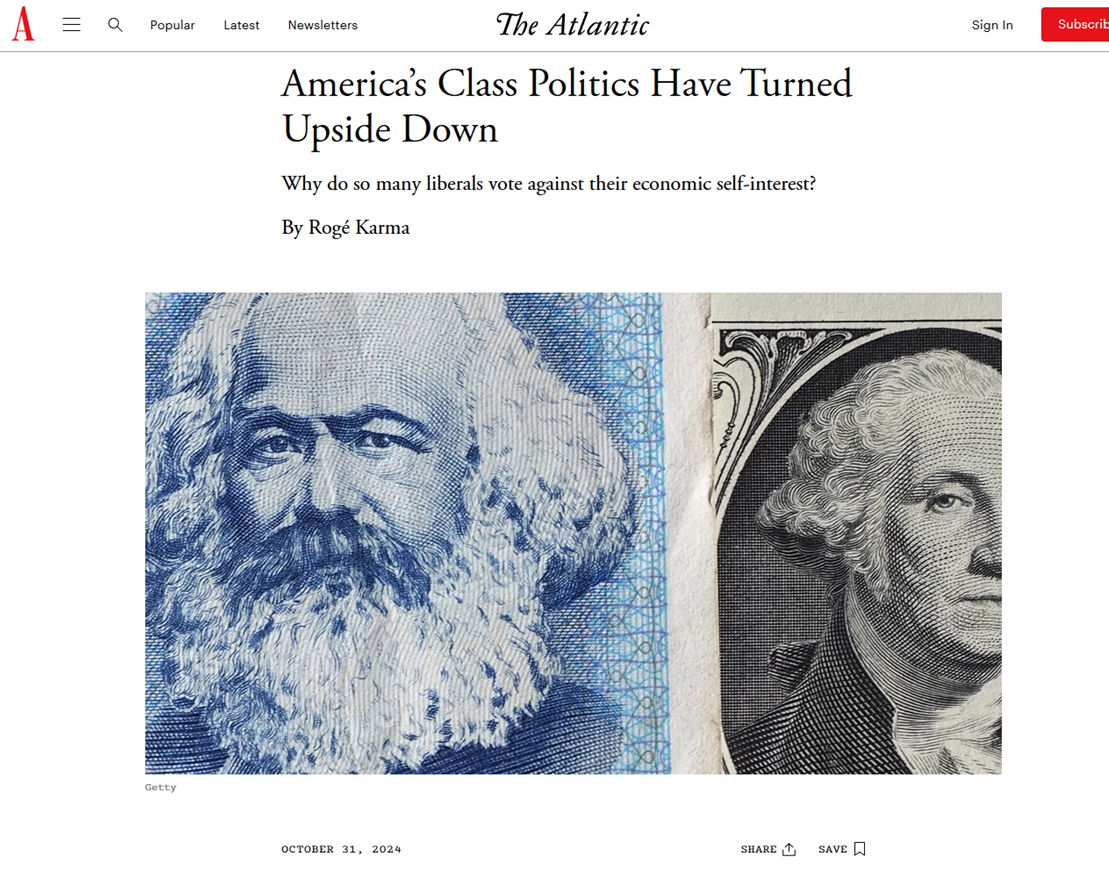 A Popular Latest Newsletters The Atlantic Sign In Subscrib
America’s Class Politics Have Turned
Upside Down
Why do so many liberals vote against their economic self-interest?
By Rogé Karma
Getty
OCTOBER 31, 2024 SHARE SAVE